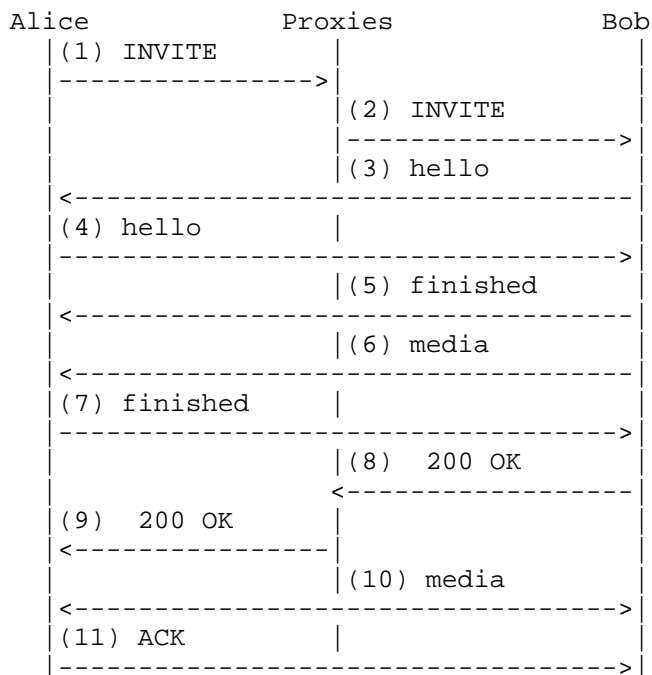 Alice Proxies Bob
(1) INVITE
(2) INVITE
(3) hello
(4) hello
(5) finished
(6) media
(7) finished
(8) 200 OK
(9) 200 OK
(10) media
(11) ACK